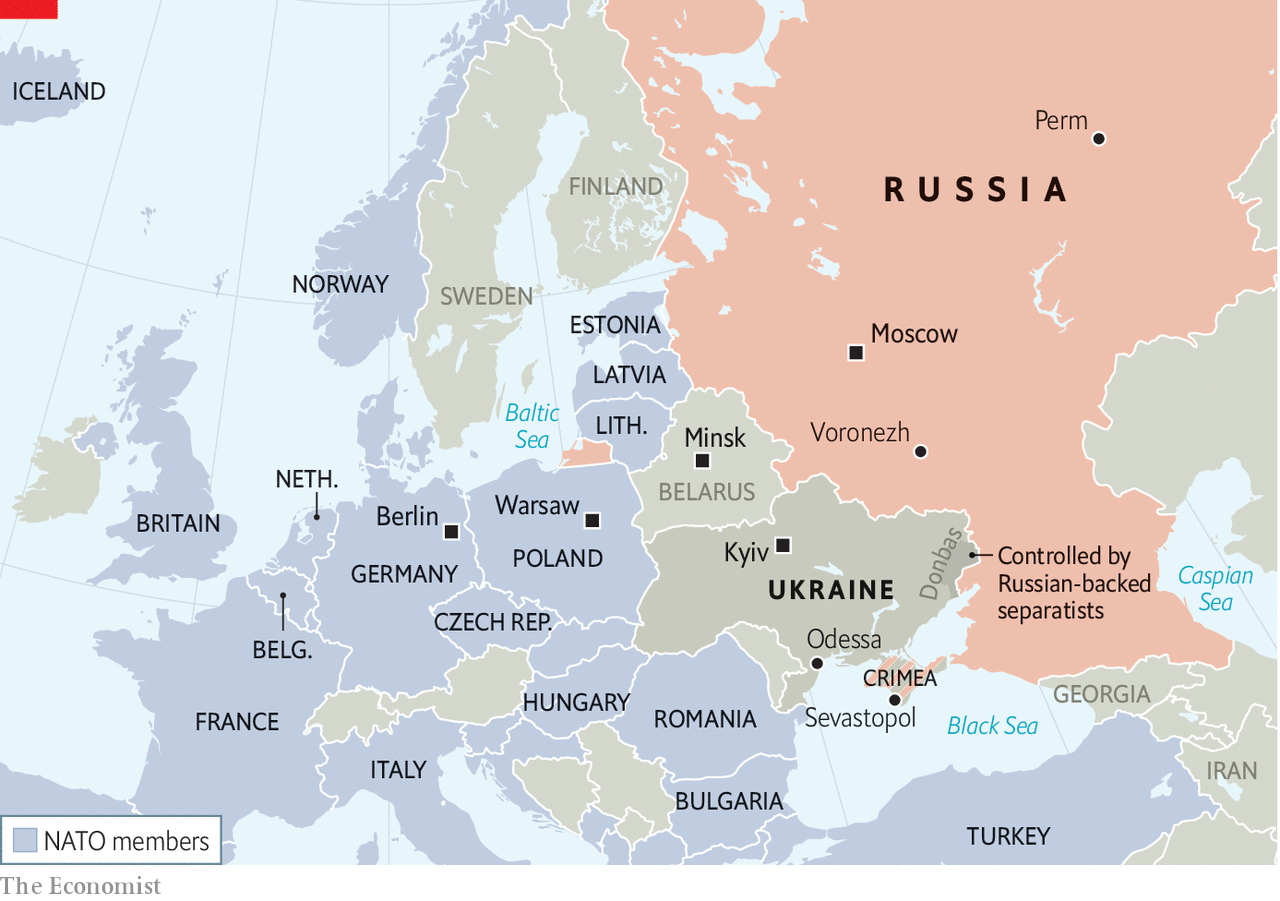 ICELAND
Perm
RUSSIA
FINLAND
NORWAY
SWEDEN
ESTONIA
Moscow
LATVIA
Baltic
Sea
LITH.
Minsk
Voronezh
NETH.
BELARUS
BRITAIN
Berlin
Warsaw
Kyiv
POLAND
GERMANY
UKRAINE
Donbas
Controlled by
Russian-backed
separatists
Caspian
Sea
CZECH REP.
BELG.
Odessa
CRIMEA
GEORGIA
HUNGARY
FRANCE
ROMANIA
Sevastopol
Black Sea
ITALY
IRAN
BULGARIA
TURKEY
NATO members
The Economist